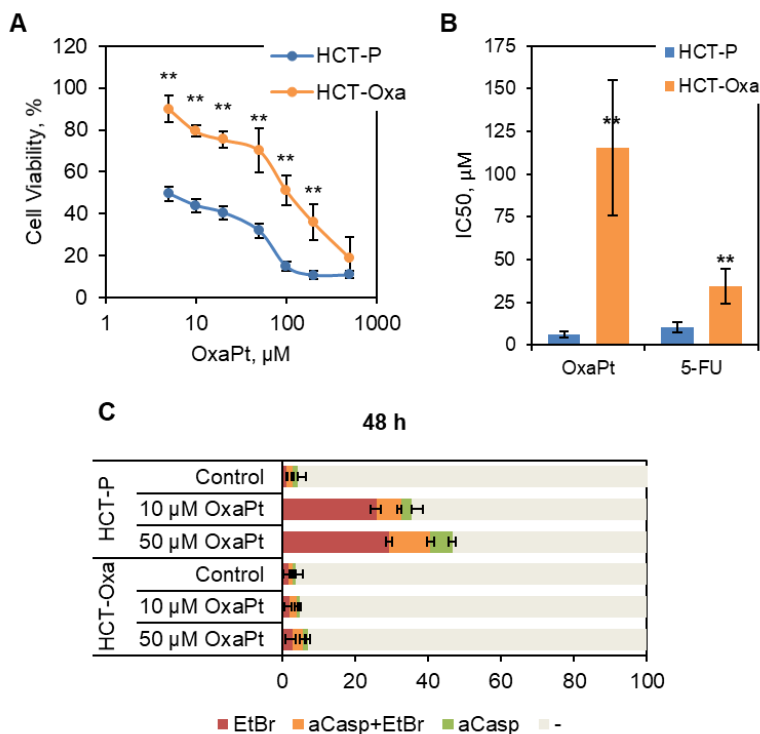 A
120
100
80
60
40
20
0
Cell Viability, %
** ** ** ** ** **
HCT-P
HCT-Oxa
1 10 100 1000
OxaPt, µM
B
175
150
125
100
75
50
25
0
IC50, µM
HCT-P
HCT-Oxa
**
**
OxaPt 5-FU
C
48 h
HCT-P
Control
10 µM OxaPt
50 µM OxaPt
HCT-Oxa
Control
10 µM OxaPt
50 µM OxaPt
0 20 40 60 80 100
EtBr aCasp+EtBr aCasp -